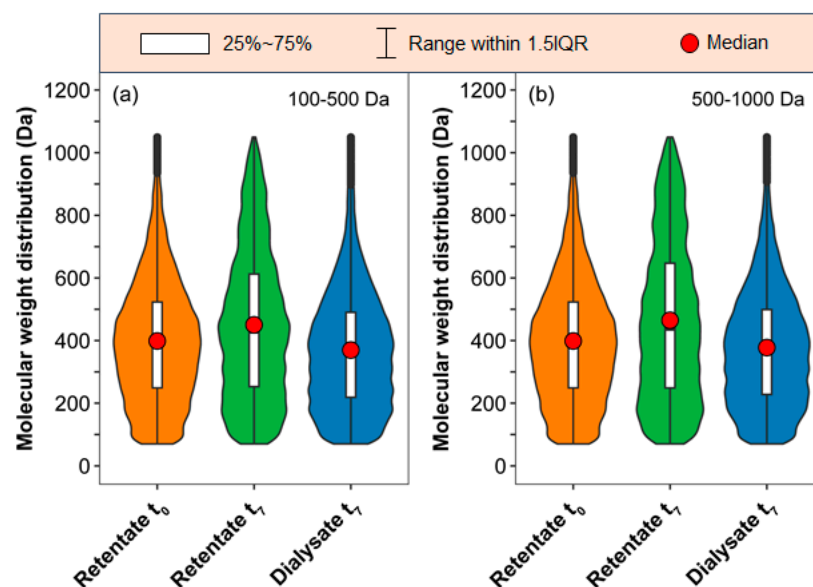 25%~75% Range within 1.5IQR Median
(a) 100-500 Da
Molecular weight distribution (Da)
1200
1000
800
600
400
200
0
Retentate t₀
Retentate t₇
Dialysate t₇
(b) 500-1000 Da
Molecular weight distribution (Da)
1200
1000
800
600
400
200
0
Retentate t₀
Retentate t₇
Dialysate t₇